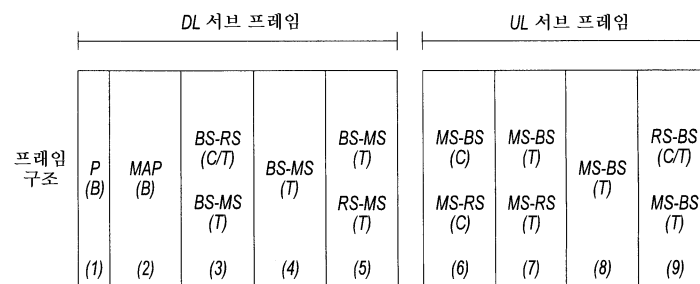 DL 서브 프레임
UL 서브 프레임
프래임
구조
P
(B)
(1)
MAP
(B)
(2)
BS-RS
(C/T)
BS-MS
(T)
(3)
BS-MS
(T)
(4)
BS-MS
(T)
RS-MS
(T)
(5)
MS-BS
(C)
MS-RS
(C)
(6)
MS-BS
(T)
MS-RS
(T)
(7)
MS-BS
(T)
(8)
RS-BS
(C/T)
MS-BS
(T)
(9)